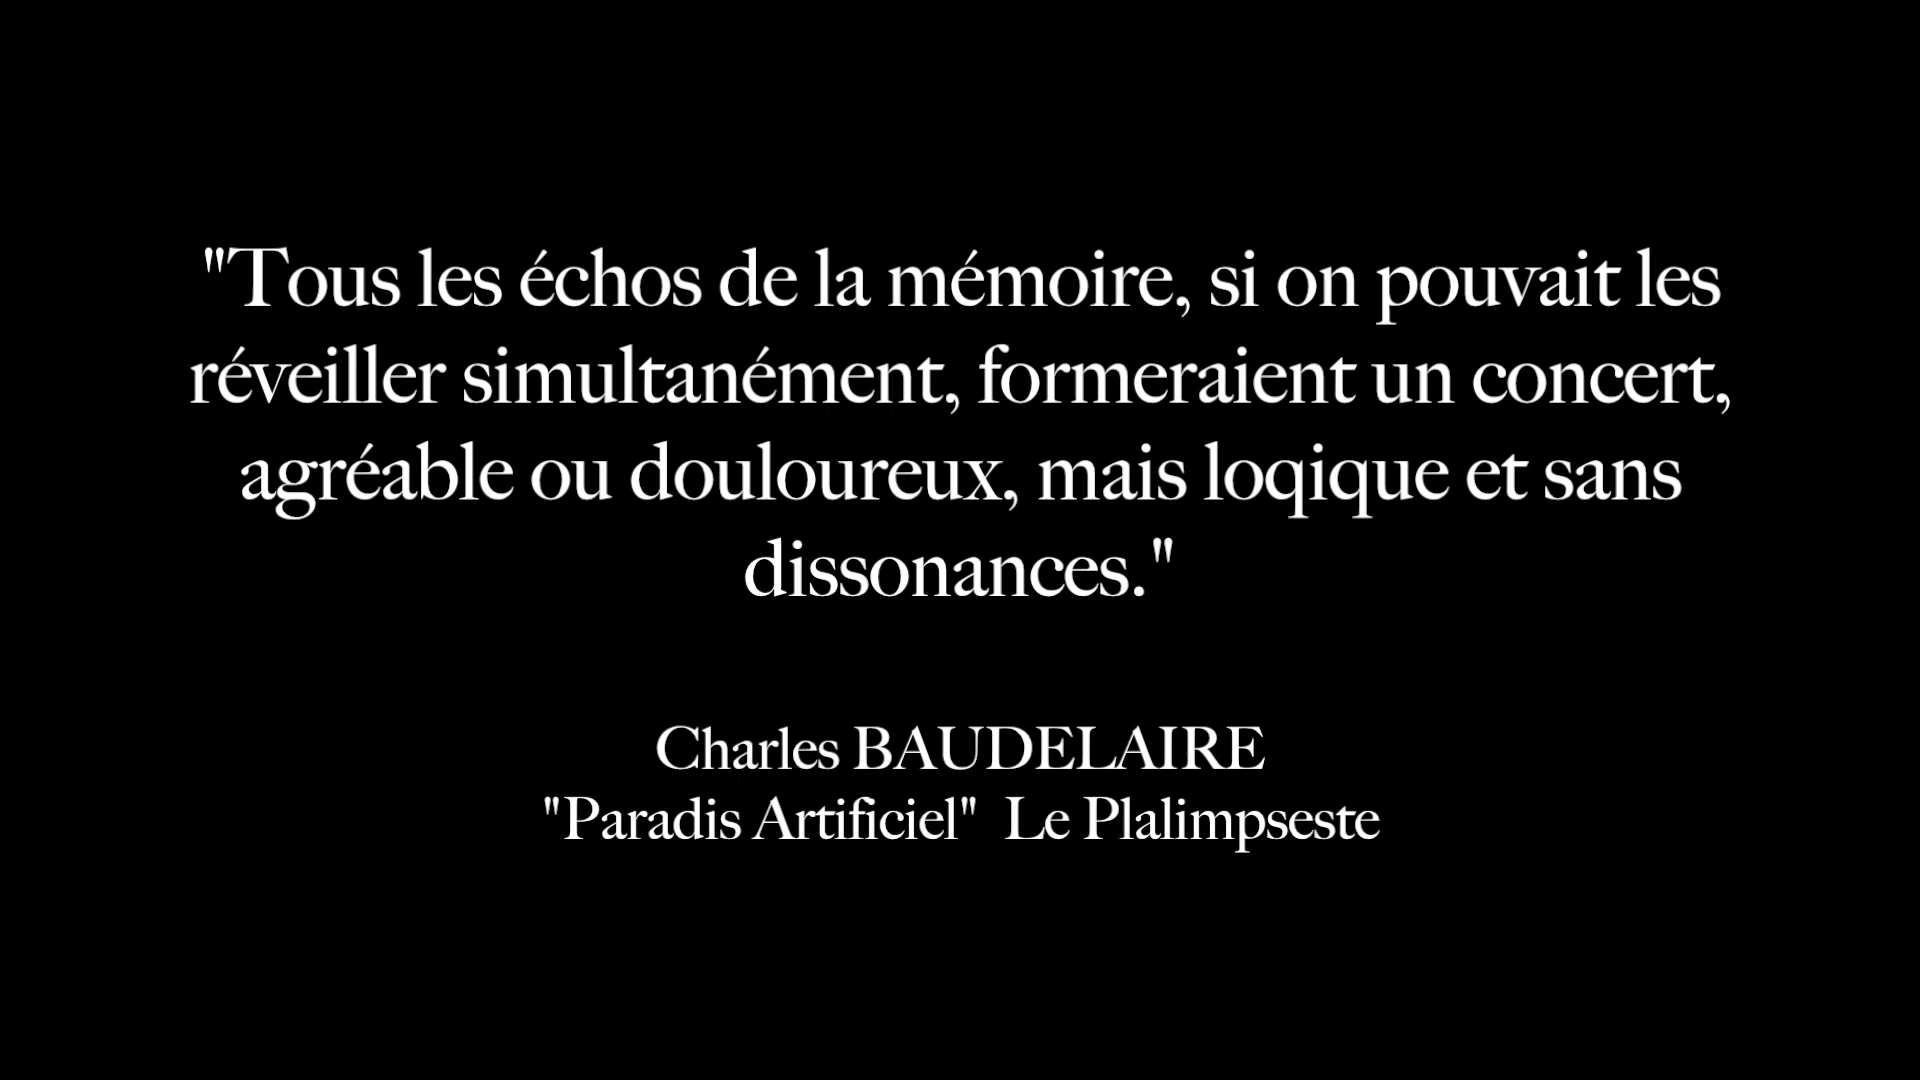 "Tous les échos de la mémoire, si on pouvait les
réveiller simultanément, formeraient un concert,
agréable ou douloureux, mais loqique et sans
dissonances."
Charles BAUDELAIRE
"Paradis Artificiel"  Le Plalimpseste